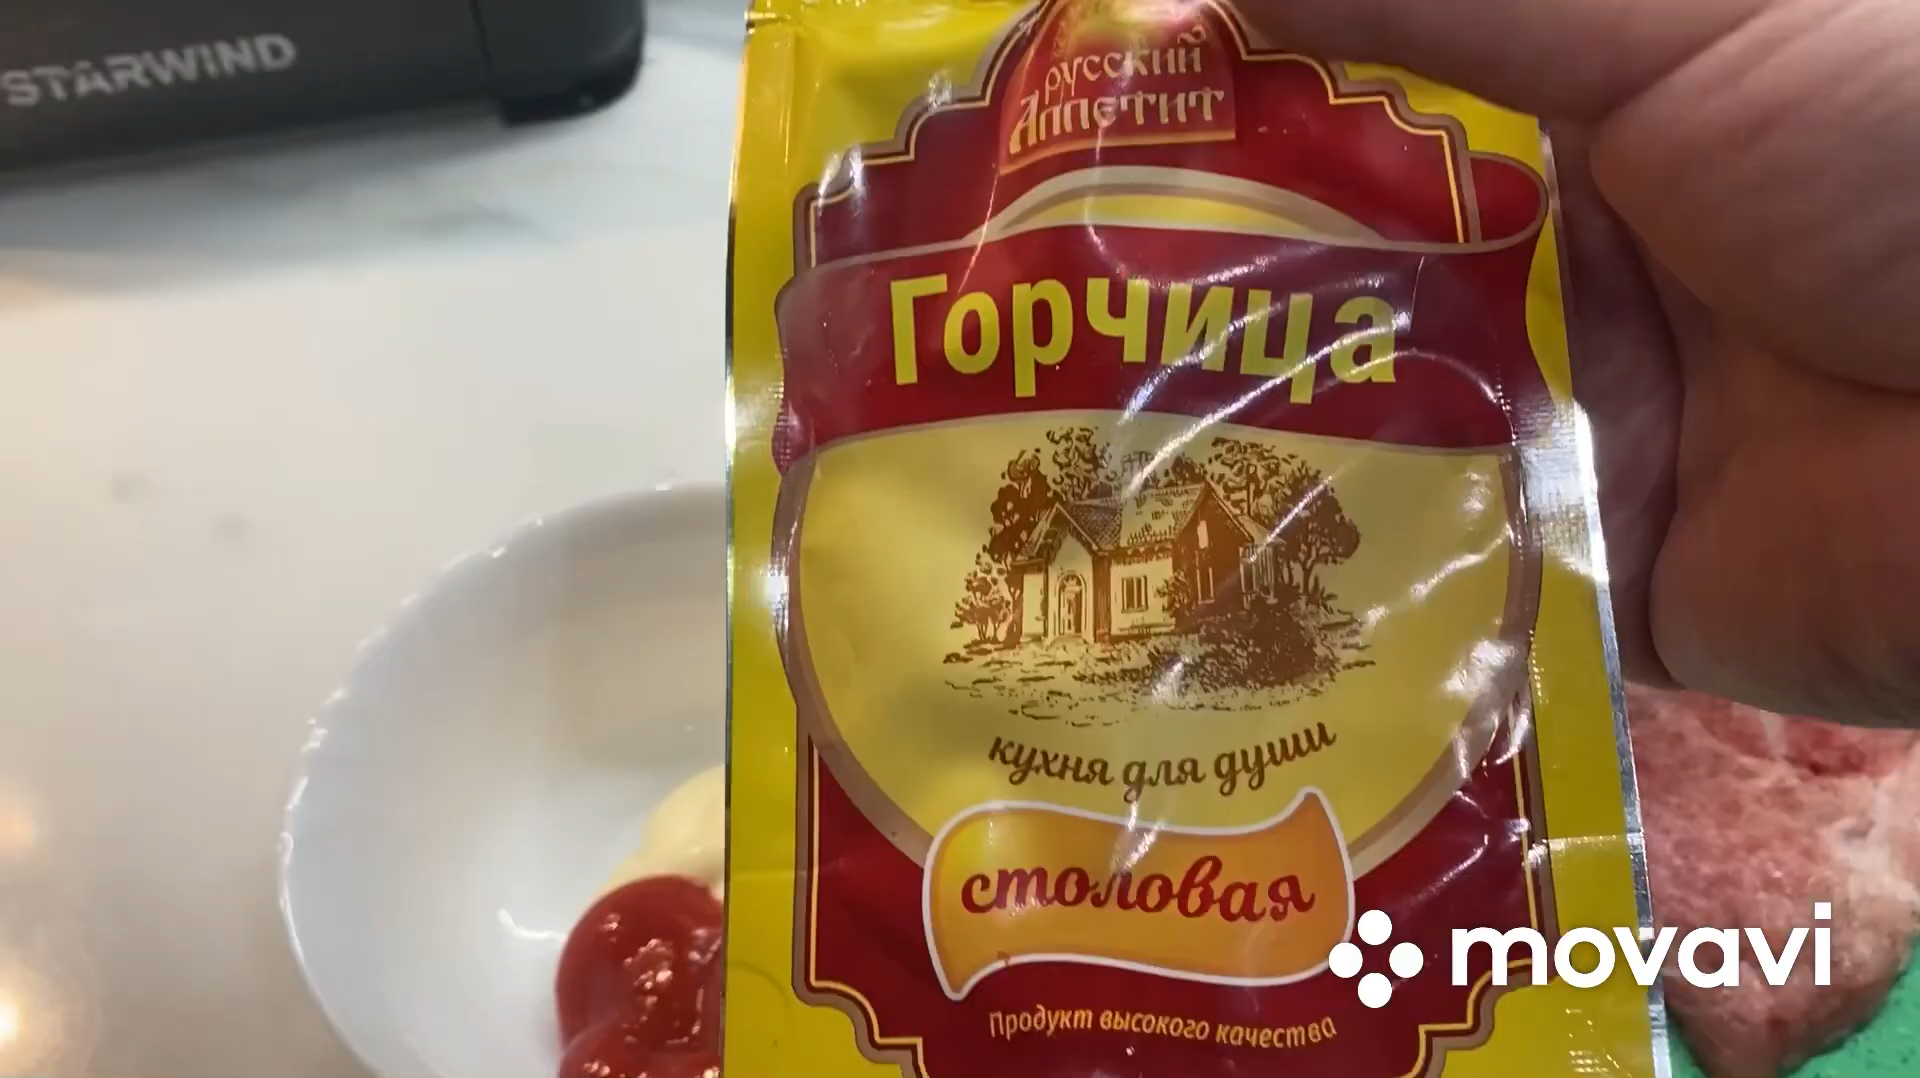 STARWIND
русский
Аппетит
Горчица
кухня для души
столовая
movavi
Продукт высокого качества